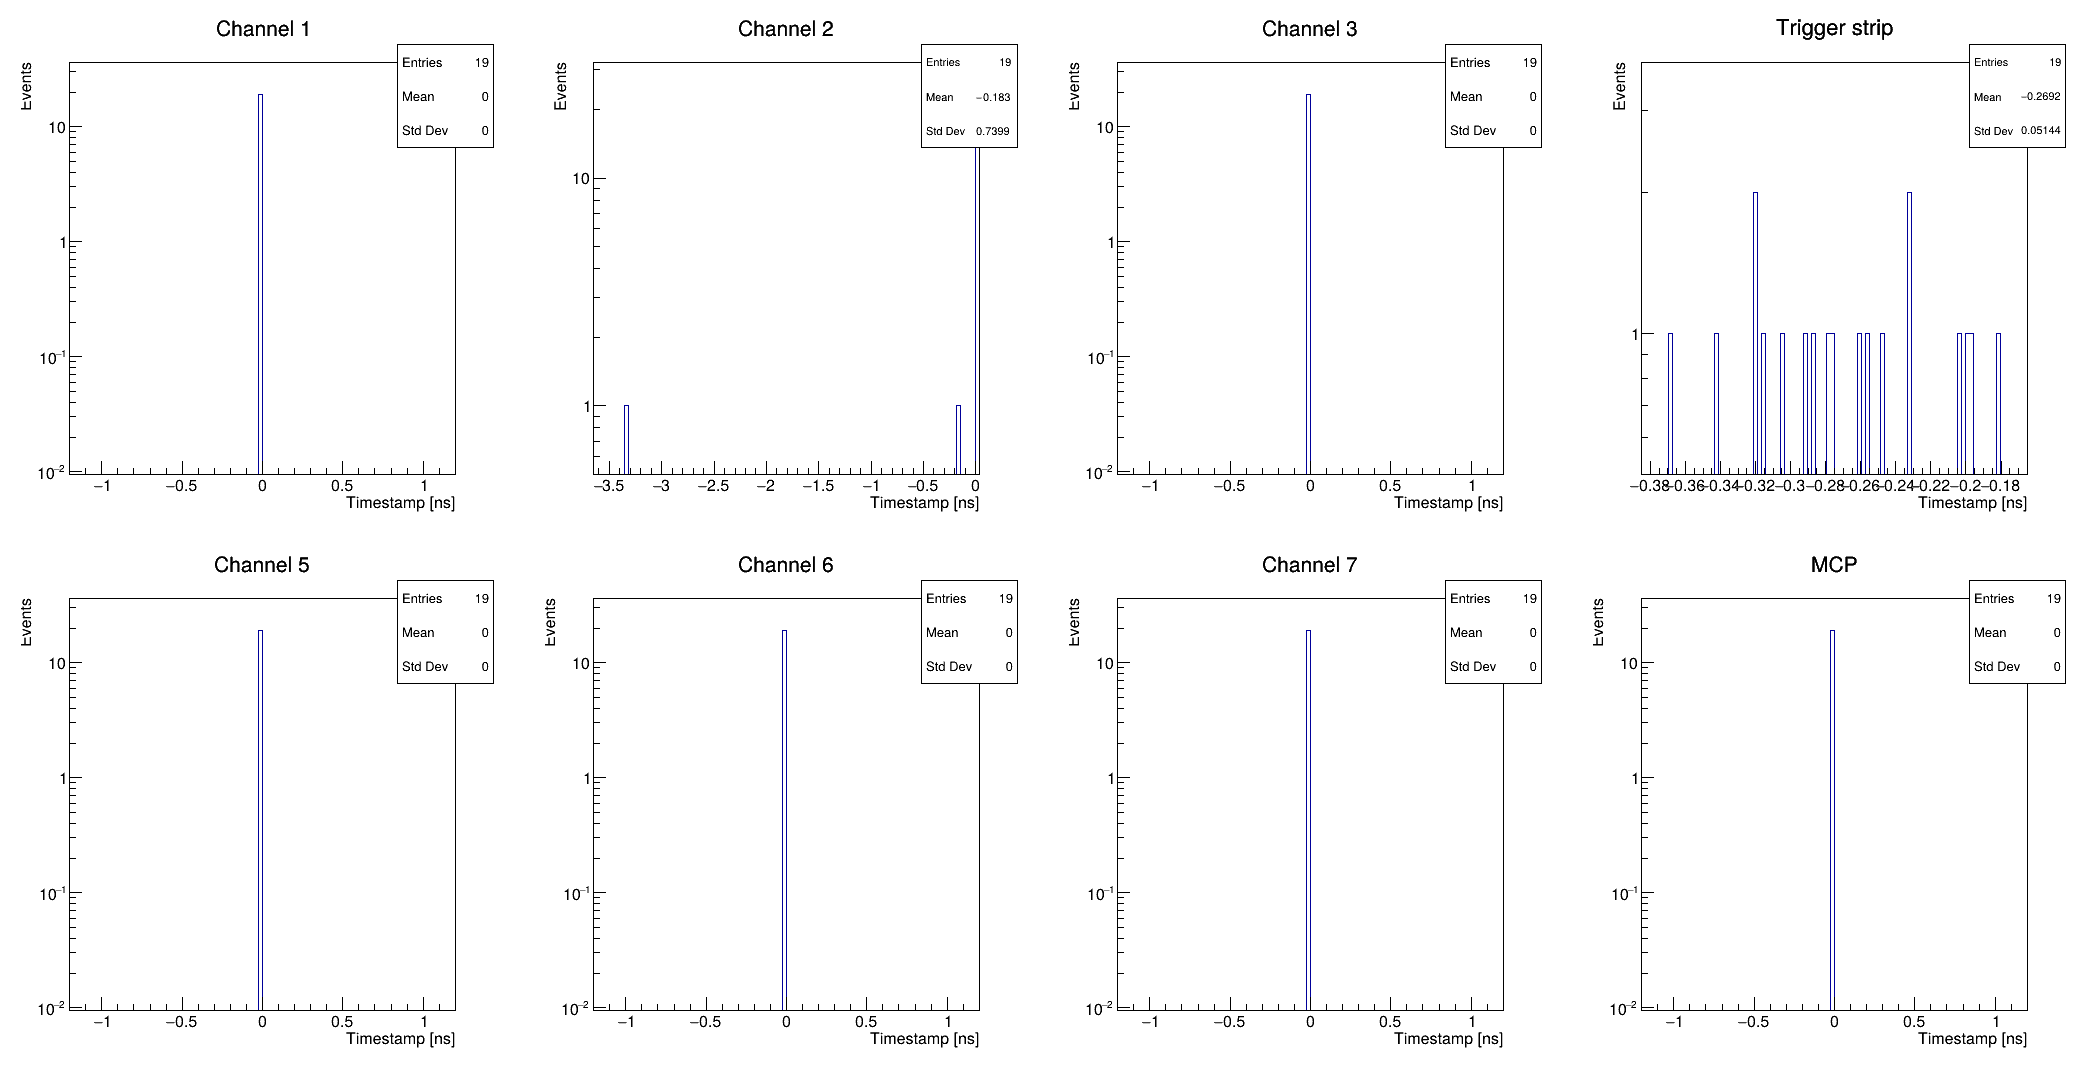 Channel 1
Events
Entries 19
Mean 0
Std Dev 0
10
1
10⁻¹
10⁻²
−1 −0.5 0 0.5 1
Timestamp [ns]
Channel 2
Events
Entries 19
Mean −0.183
Std Dev 0.7399
10
1
−3.5 −3 −2.5 −2 −1.5 −1 −0.5 0
Timestamp [ns]
Channel 3
Events
Entries 19
Mean 0
Std Dev 0
10
1
10⁻¹
10⁻²
−1 −0.5 0 0.5 1
Timestamp [ns]
Trigger strip
Events
Entries 19
Mean −0.2692
Std Dev 0.05144
1
−0.38−0.36−0.34−0.32−0.3−0.28−0.26−0.24−0.22−0.2−0.18
Timestamp [ns]
Channel 5
Events
Entries 19
Mean 0
Std Dev 0
10
1
10⁻¹
10⁻²
−1 −0.5 0 0.5 1
Timestamp [ns]
Channel 6
Events
Entries 19
Mean 0
Std Dev 0
10
1
10⁻¹
10⁻²
−1 −0.5 0 0.5 1
Timestamp [ns]
Channel 7
Events
Entries 19
Mean 0
Std Dev 0
10
1
10⁻¹
10⁻²
−1 −0.5 0 0.5 1
Timestamp [ns]
MCP
Events
Entries 19
Mean 0
Std Dev 0
10
1
10⁻¹
10⁻²
−1 −0.5 0 0.5 1
Timestamp [ns]